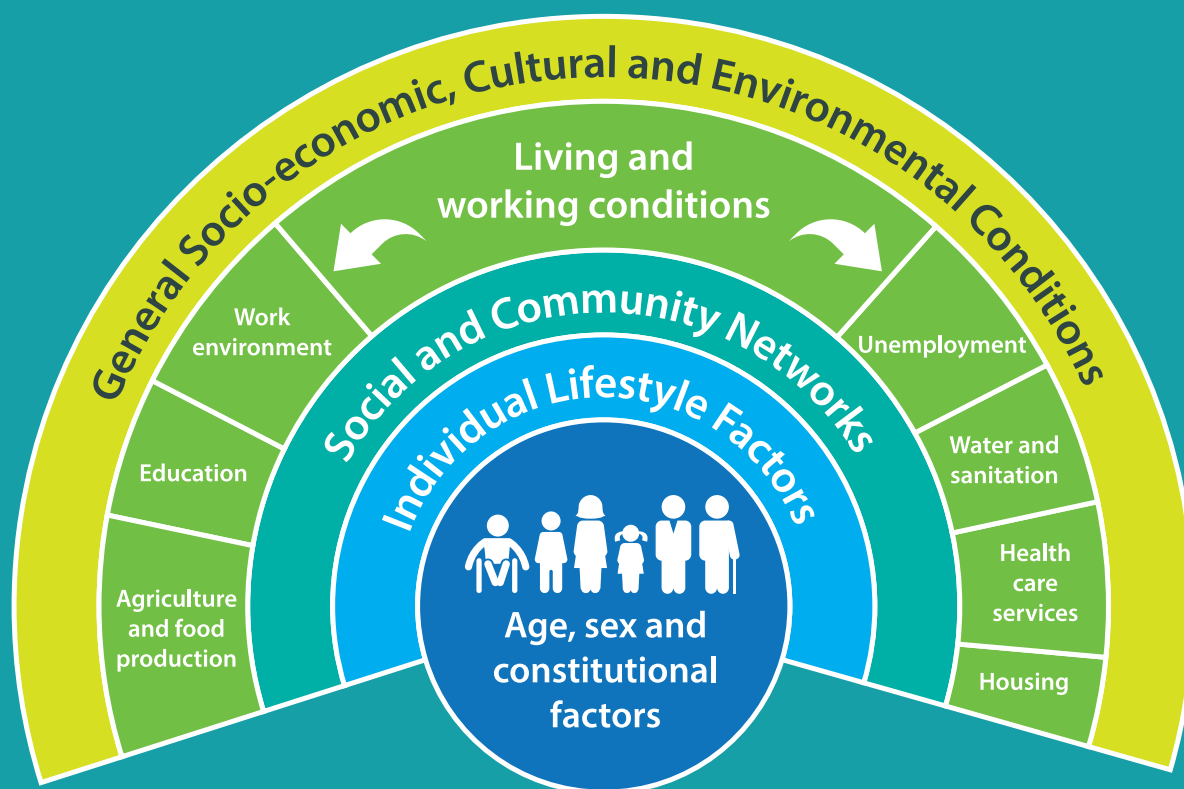 General Socio-economic, Cultural and Environmental Conditions
Living and
working conditions
Work
environment
Education
Agriculture
and food
production
Unemployment
Water and
sanitation
Health
care
services
Housing
Social and Community Networks
Individual Lifestyle Factors
Age, sex and
constitutional
factors